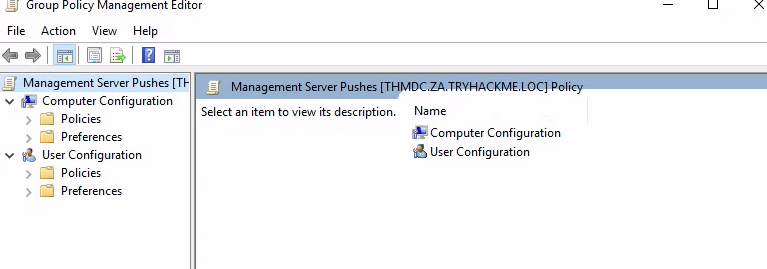 Group Policy Management Editor
File Action View Help
Management Server Pushes [TH
Computer Configuration
Policies
Preferences
User Configuration
Policies
Preferences
Management Server Pushes [THMDC.ZA.TRYHACKME.LOC] Policy
Select an item to view its description.
Name
Computer Configuration
User Configuration